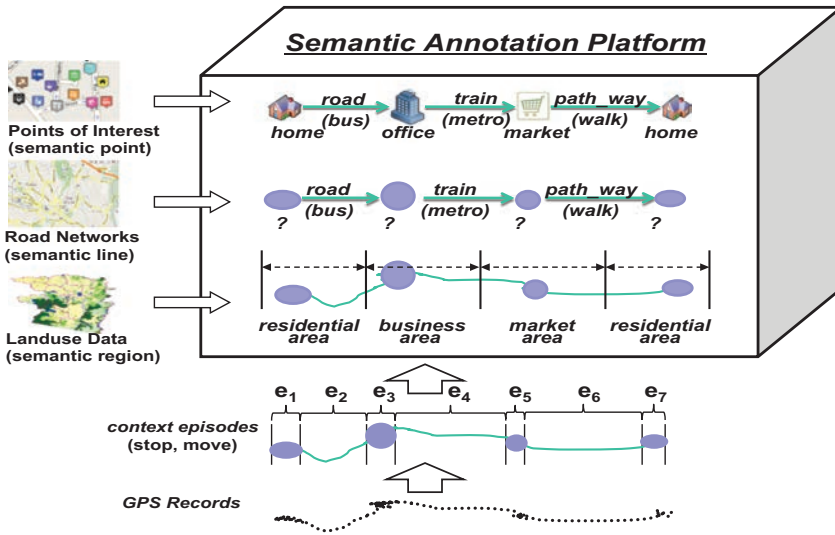 Semantic Annotation Platform
Points of Interest
(semantic point)
road
(bus)
train
(metro)
path_way
(walk)
home
office
market
home
Road Networks
(semantic line)
road
(bus)
train
(metro)
path_way
(walk)
?
?
?
?
Landuse Data
(semantic region)
residential
area
business
area
market
area
residential
area
e1 e2 e3 e4 e5 e6 e7
context episodes
(stop, move)
GPS Records